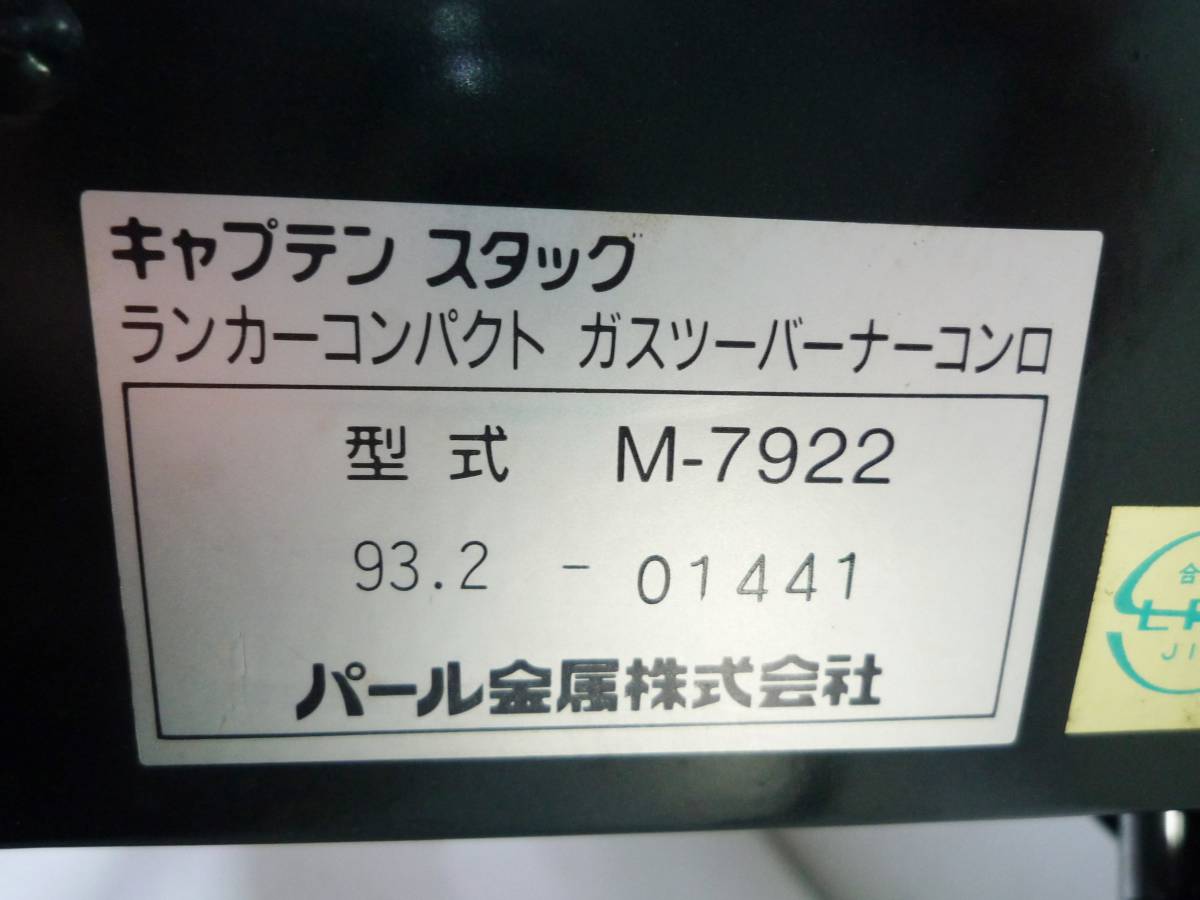 キャプテン スタッグ
ランカーコンパクト ガスツーバーナーコンロ
型式 M-7922
93.2 - 01441
パール金属株式会社
合
JI